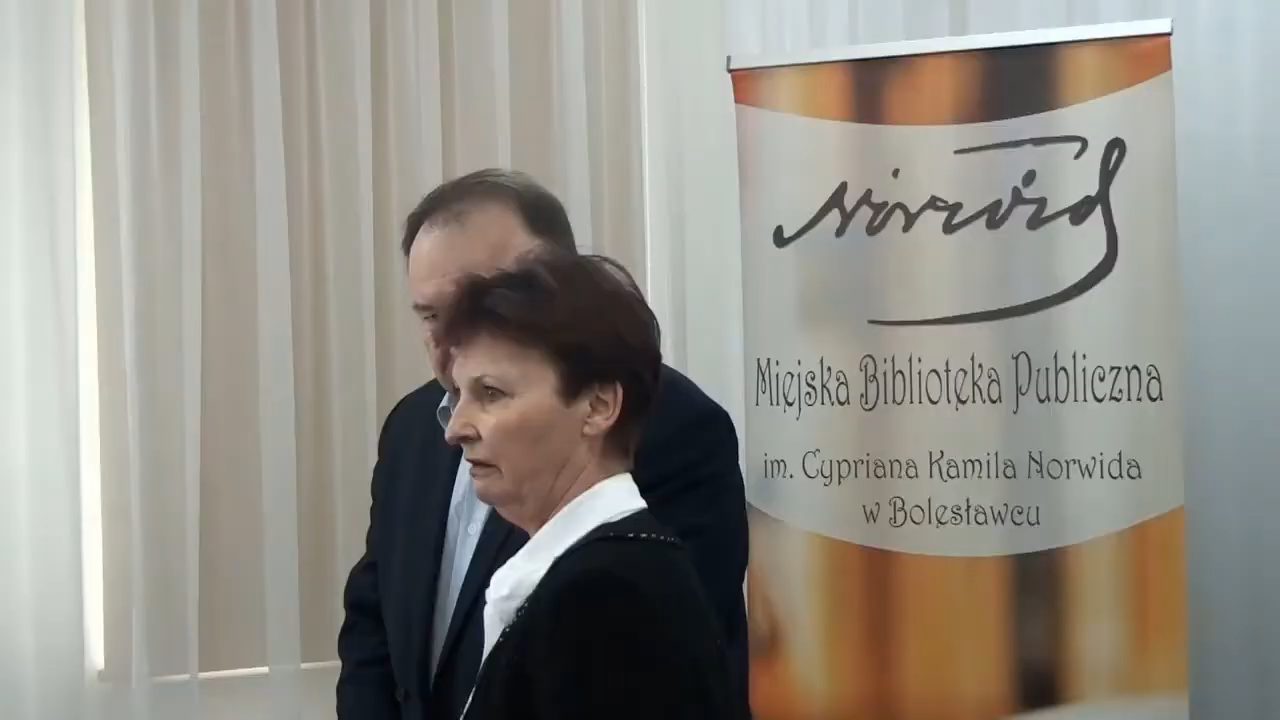 Norwid
Miejska Biblioteka Publiczna
im. Cypriana Kamila Norwida
w Bolesławcu